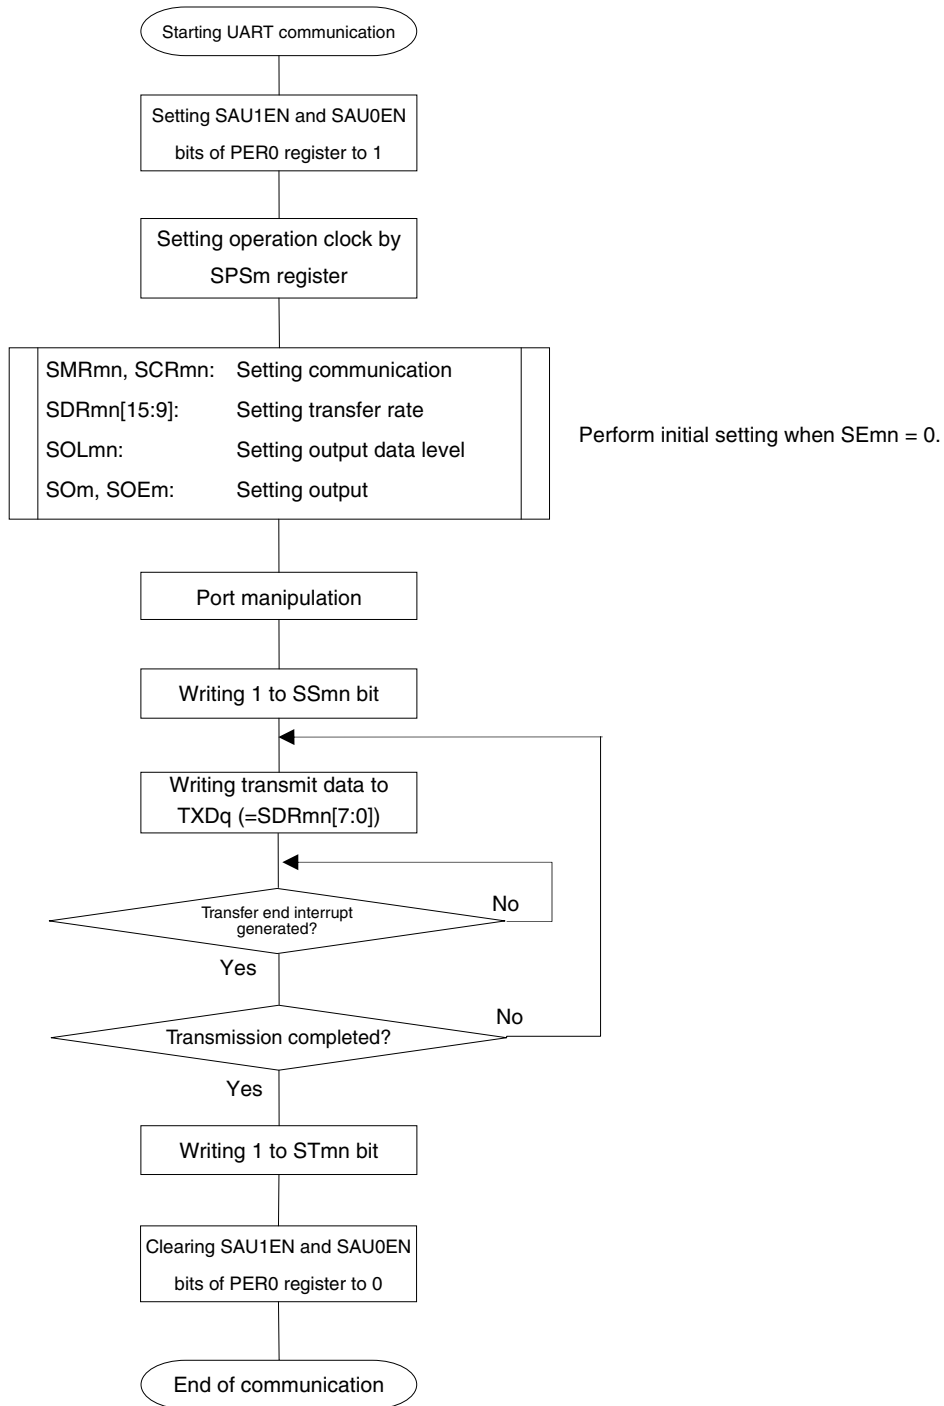 Starting UART communication
Setting SAU1EN and SAU0EN
bits of PER0 register to 1
Setting operation clock by
SPSm register
SMRmn, SCRmn: Setting communication
SDRmn[15:9]: Setting transfer rate
SOLmn: Setting output data level
SOm, SOEm: Setting output
Perform initial setting when SEmn = 0.
Port manipulation
Writing 1 to SSmn bit
Writing transmit data to
TXDq (=SDRmn[7:0])
Transfer end interrupt
generated?
No
Yes
Transmission completed?
No
Yes
Writing 1 to STmn bit
Clearing SAU1EN and SAU0EN
bits of PER0 register to 0
End of communication